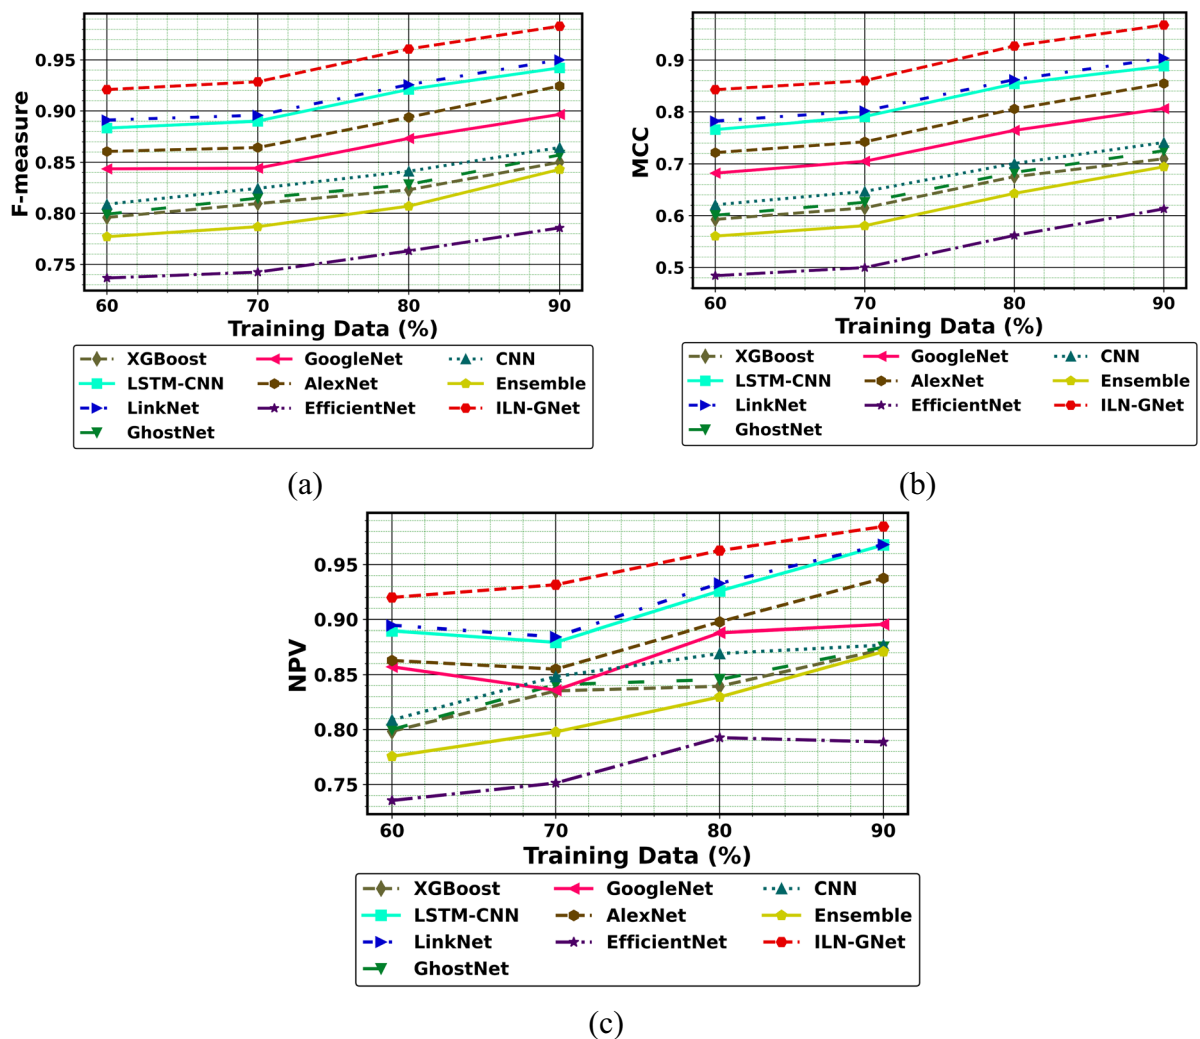 F-measure
0.95
0.90
0.85
0.80
0.75
60 70 80 90
Training Data (%)
XGBoost GoogleNet CNN
LSTM-CNN AlexNet Ensemble
LinkNet EfficientNet ILN-GNet
GhostNet
(a)
MCC
0.9
0.8
0.7
0.6
0.5
60 70 80 90
Training Data (%)
XGBoost GoogleNet CNN
LSTM-CNN AlexNet Ensemble
LinkNet EfficientNet ILN-GNet
GhostNet
(b)
NPV
0.95
0.90
0.85
0.80
0.75
60 70 80 90
Training Data (%)
XGBoost GoogleNet CNN
LSTM-CNN AlexNet Ensemble
LinkNet EfficientNet ILN-GNet
GhostNet
(c)